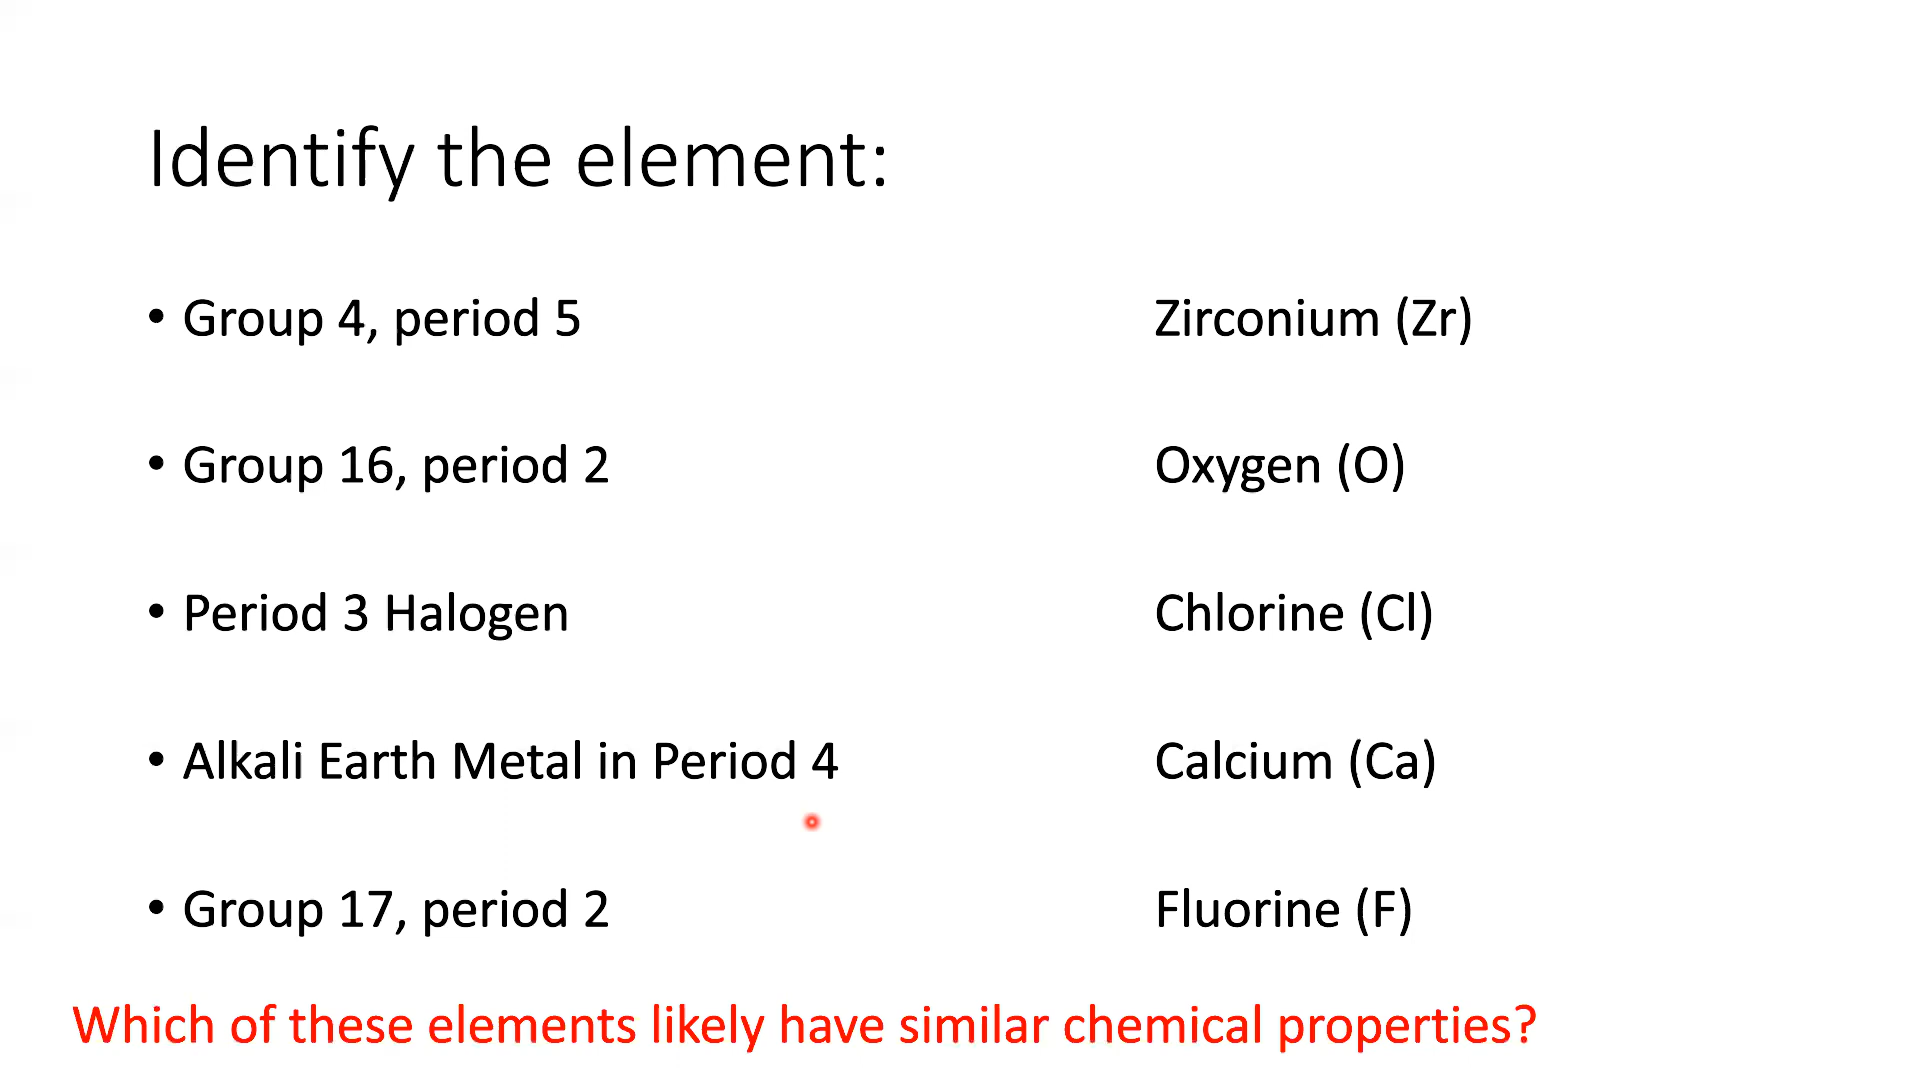 Identify the element:
• Group 4, period 5 Zirconium (Zr)
• Group 16, period 2 Oxygen (O)
• Period 3 Halogen Chlorine (Cl)
• Alkali Earth Metal in Period 4 Calcium (Ca)
• Group 17, period 2 Fluorine (F)
Which of these elements likely have similar chemical properties?